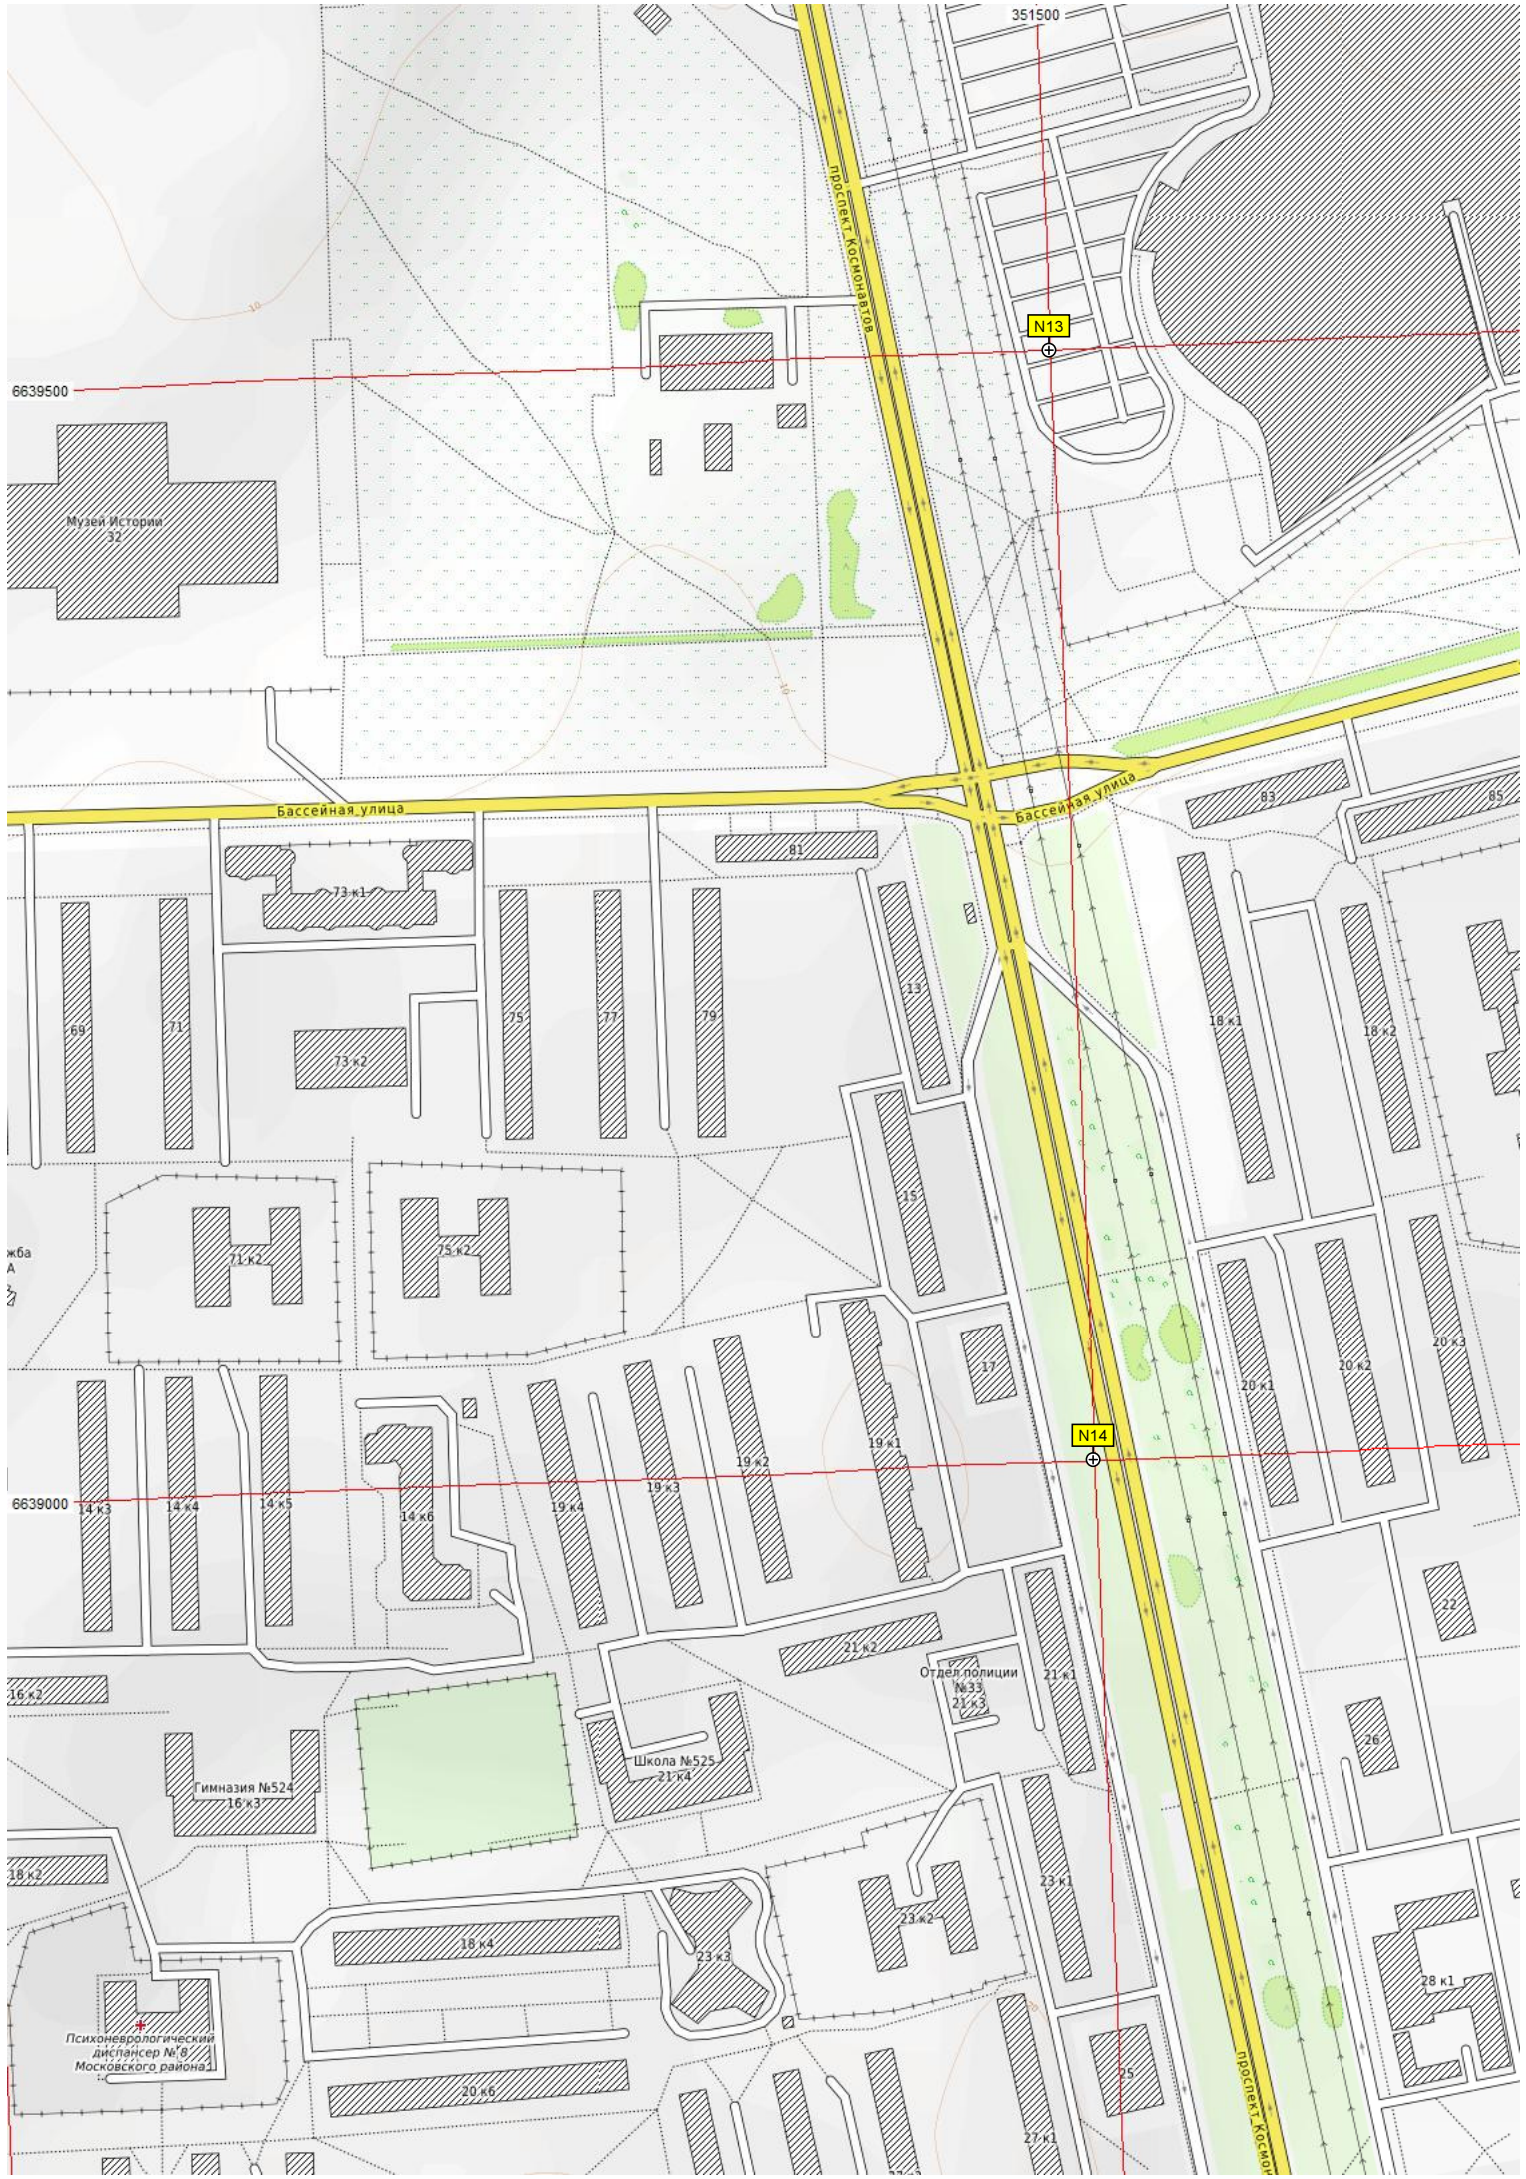 351500
проспект Космонавтов
10
N13
6639500
Музей Истории
32
10
Бассейная улица
Бассейная улица
83
85
81
73 к1
13
69
71
75
77
79
18 к1
18 к2
73 к2
15
жба
А
71 к2
75 к2
17
20 к1
20 к2
20 к3
N14
19 к1
19 к2
19 к3
19 к4
6639000
14 к3
14 к4
14 к5
14 к6
22
21 к2
Отдел полиции
№33
21 к3
21 к1
16 к2
26
Школа №525
21 к4
Гимназия №524
16 к3
18 к2
23 к1
23 к2
18 к4
23 к3
28 к1
20
Психоневрологический
диспансер № 8
Московского района
25
20 к6
27 к1
проспект Космон